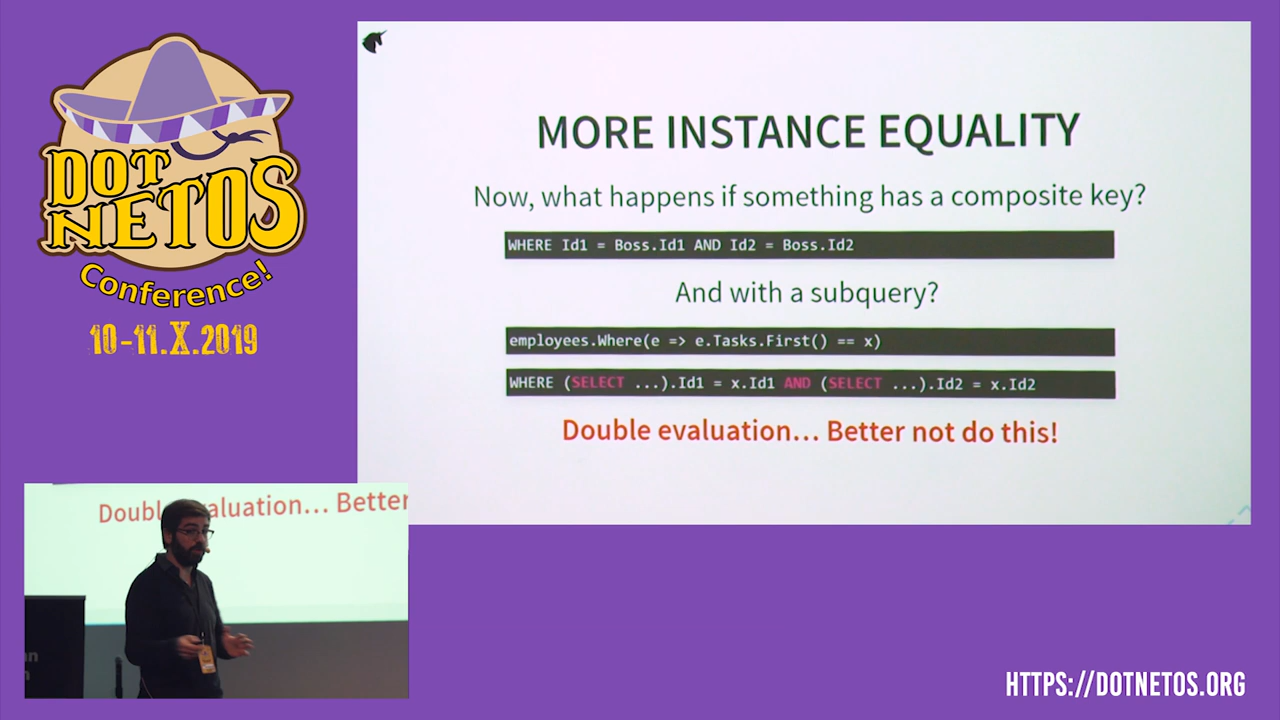 DOT
NETOS
Conference!
10-11.X.2019
MORE INSTANCE EQUALITY
Now, what happens if something has a composite key?
WHERE Id1 = Boss.Id1 AND Id2 = Boss.Id2
And with a subquery?
employees.Where(e => e.Tasks.First() == x)
WHERE (SELECT ...).Id1 = x.Id1 AND (SELECT ...).Id2 = x.Id2
Double evaluation... Better not do this!
Double evaluation... Better
HTTPS://DOTNETOS.ORG